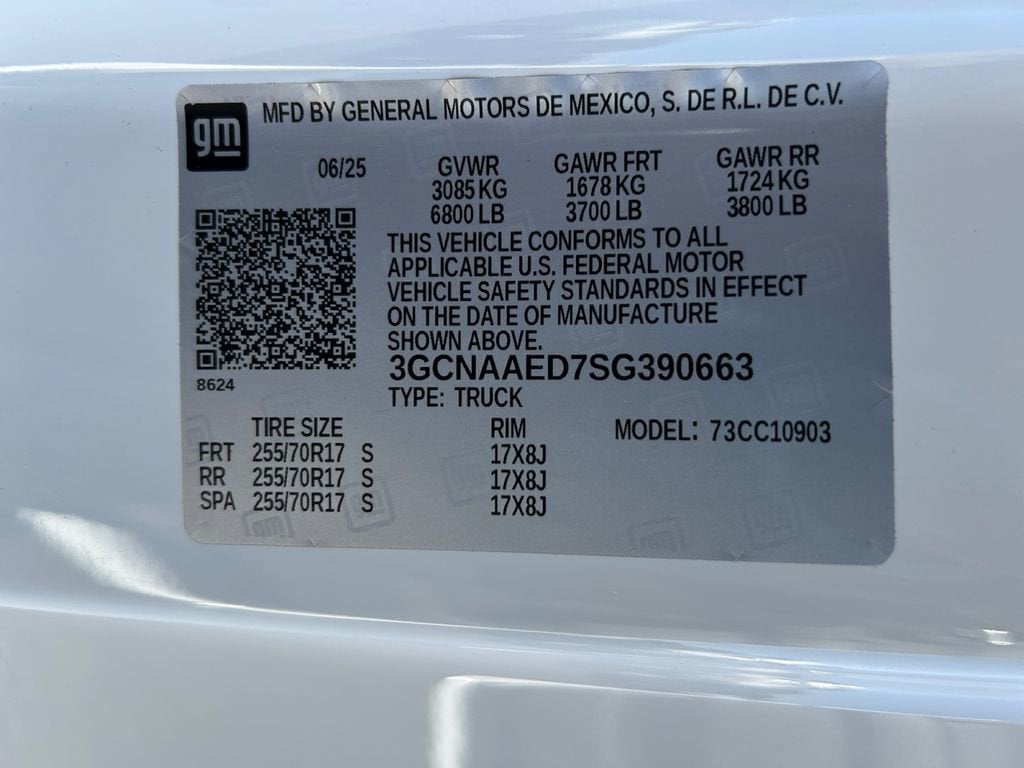 gm
MFD BY GENERAL MOTORS DE MEXICO, S. DE R.L. DE C.V.
06/25 GVWR GAWR FRT GAWR RR
3085 KG 1678 KG 1724 KG
6800 LB 3700 LB 3800 LB
THIS VEHICLE CONFORMS TO ALL
APPLICABLE U.S. FEDERAL MOTOR
VEHICLE SAFETY STANDARDS IN EFFECT
ON THE DATE OF MANUFACTURE
SHOWN ABOVE.
3GCNAAED7SG390663
8624
TYPE: TRUCK
TIRE SIZE RIM MODEL: 73CC10903
FRT 255/70R17 S 17X8J
RR 255/70R17 S 17X8J
SPA 255/70R17 S 17X8J